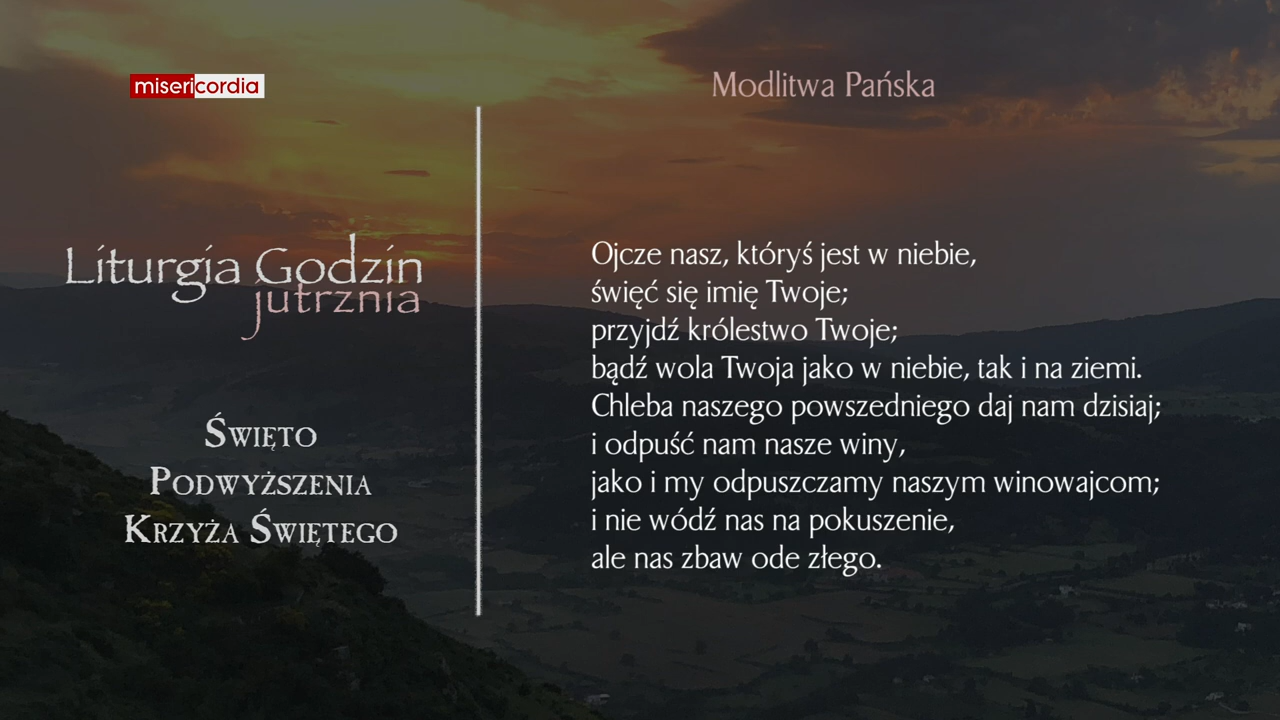 misericordia
Liturgia Godzin
jutrznia
Święto
Podwyższenia
Krzyża Świętego
Modlitwa Pańska
Ojcze nasz, któryś jest w niebie,
święć się imię Twoje;
przyjdź królestwo Twoje;
bądź wola Twoja jako w niebie, tak i na ziemi.
Chleba naszego powszedniego daj nam dzisiaj;
i odpuść nam nasze winy,
jako i my odpuszczamy naszym winowajcom;
i nie wódź nas na pokuszenie,
ale nas zbaw ode złego.